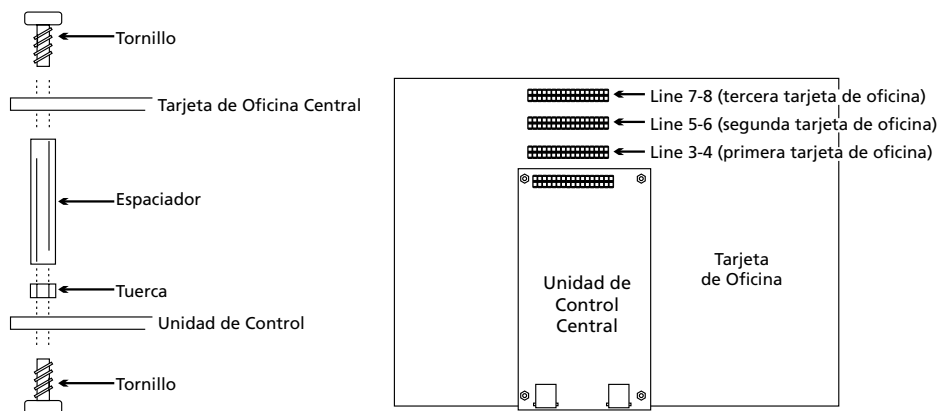 Tornillo
Tarjeta de Oficina Central
Espaciador
Tuerca
Unidad de Control
Tornillo
Line 7-8 (tercera tarjeta de oficina)
Line 5-6 (segunda tarjeta de oficina)
Line 3-4 (primera tarjeta de oficina)
Unidad de
Control
Central
Tarjeta
de Oficina